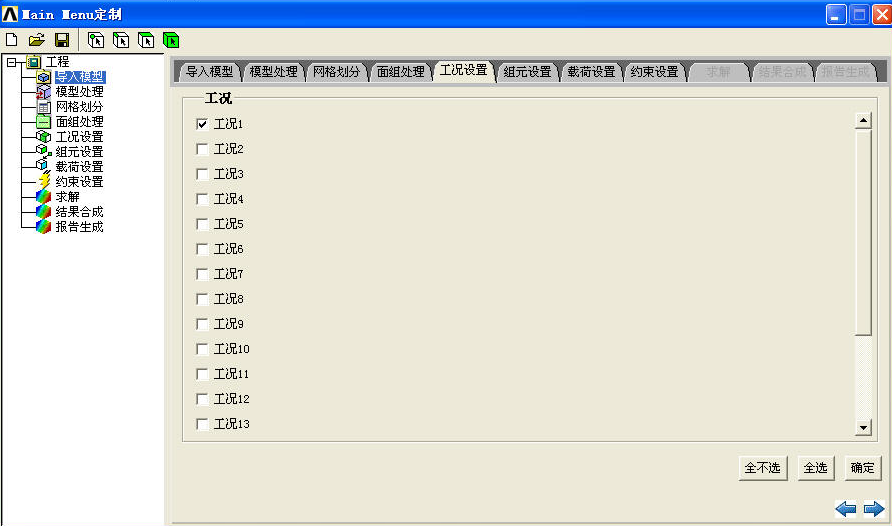 Main Menu定制
工程
导入模型
模型处理
网格划分
面组处理
工况设置
组元设置
载荷设置
约束设置
求解
结果合成
报告生成
导入模型 模型处理 网格划分 面组处理 工况设置 组元设置 载荷设置 约束设置 求解 结果合成 报告生成
工况
工况1
工况2
工况3
工况4
工况5
工况6
工况7
工况8
工况9
工况10
工况11
工况12
工况13
全不选 全选 确定